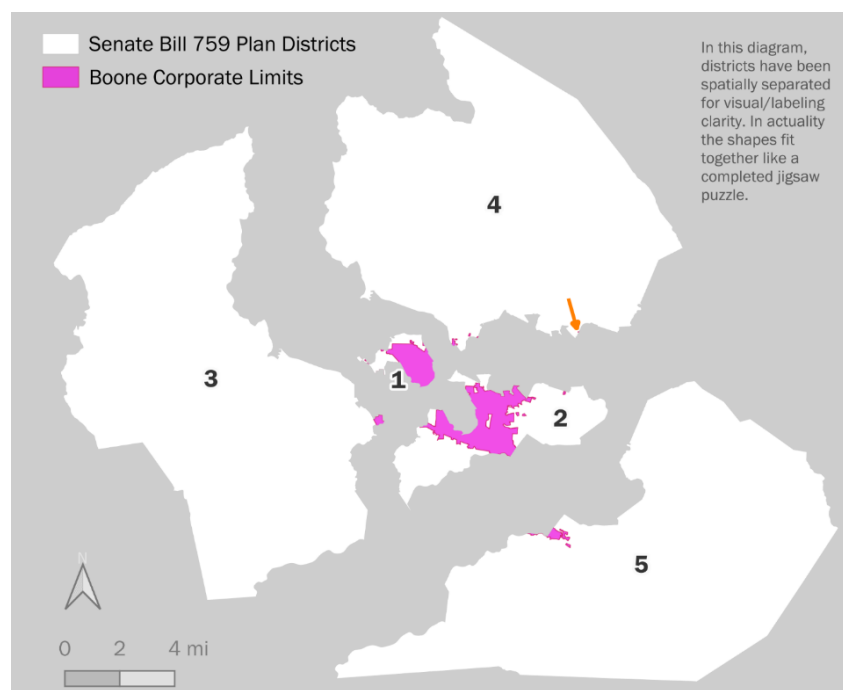 Senate Bill 759 Plan Districts
Boone Corporate Limits
In this diagram,
districts have been
spatially separated
for visual/labeling
clarity. In actuality
the shapes fit
together like a
completed jigsaw
puzzle.
4
3
1
2
5
N
0 2 4 mi